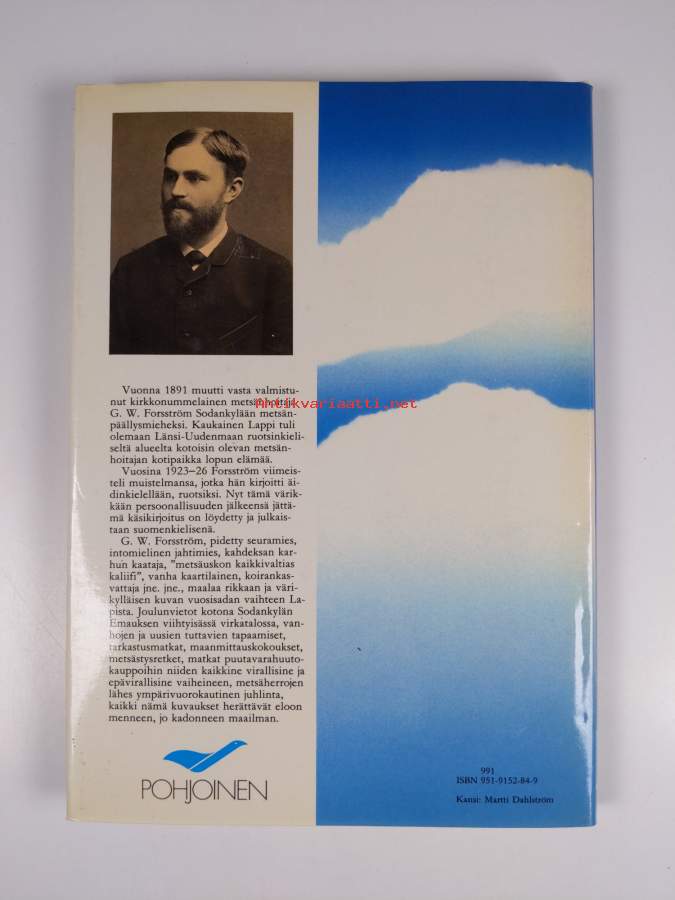 Vuonna 1891 muutti vasta valmistu-
nut kirkkonummelainen metsänhoitaja
Antikvariaatti.net
G. W. Forsström Sodankylään metsän-
päällysmieheksi. Kaukainen Lappi tuli
olemaan Länsi-Uudenmaan ruotsinkieli-
seltä alueelta kotoisin olevan metsän-
hoitajan kotipaikka lopun elämää.
Vuosina 1923–26 Forsström viimeis-
teli muistelmansa, jotka hän kirjoitti äi-
dinkielellään, ruotsiksi. Nyt tämä värik-
kään persoonallisuuden jälkeensä jättä-
mä käsikirjoitus on löydetty ja julkais-
taan suomenkielisenä.
G. W. Forsström, pidetty seuramies,
intomielinen jahtimies, kahdeksan kar-
hun kaataja, "metsäuskon kaikkivaltias
kaliifi", vanha kaartilainen, koirankas-
vattaja jne. jne., maalaa rikkaan ja väri-
kylläisen kuvan vuosisadan vaihteen La-
pista. Joulunvietot kotona Sodankylän
Emauksen viihtyisässä virkatalossa, van-
hojen ja uusien tuttavien tapaamiset,
tarkastusmatkat, maanmittauskokoukset,
metsästysretket, matkat puutavarahuuto-
kauppoihin niiden kaikkine virallisine ja
epävirallisine vaiheineen, metsäherrojen
lähes ympärivuorokautinen juhlinta,
kaikki nämä kuvaukset herättävät eloon
menneen, jo kadonneen maailman.
POHJOINEN
991
ISBN 951-9152-84-9
Kansi: Martti Dahlström